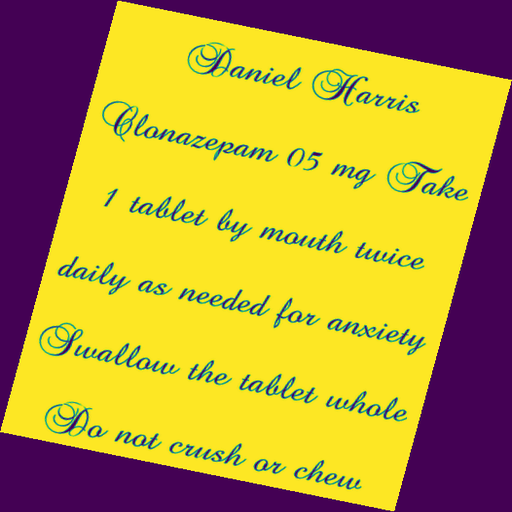 Daniel Harris
Clonazepam 05 mg Take
1 tablet by mouth twice
daily as needed for anxiety
Swallow the tablet whole
Do not crush or chew